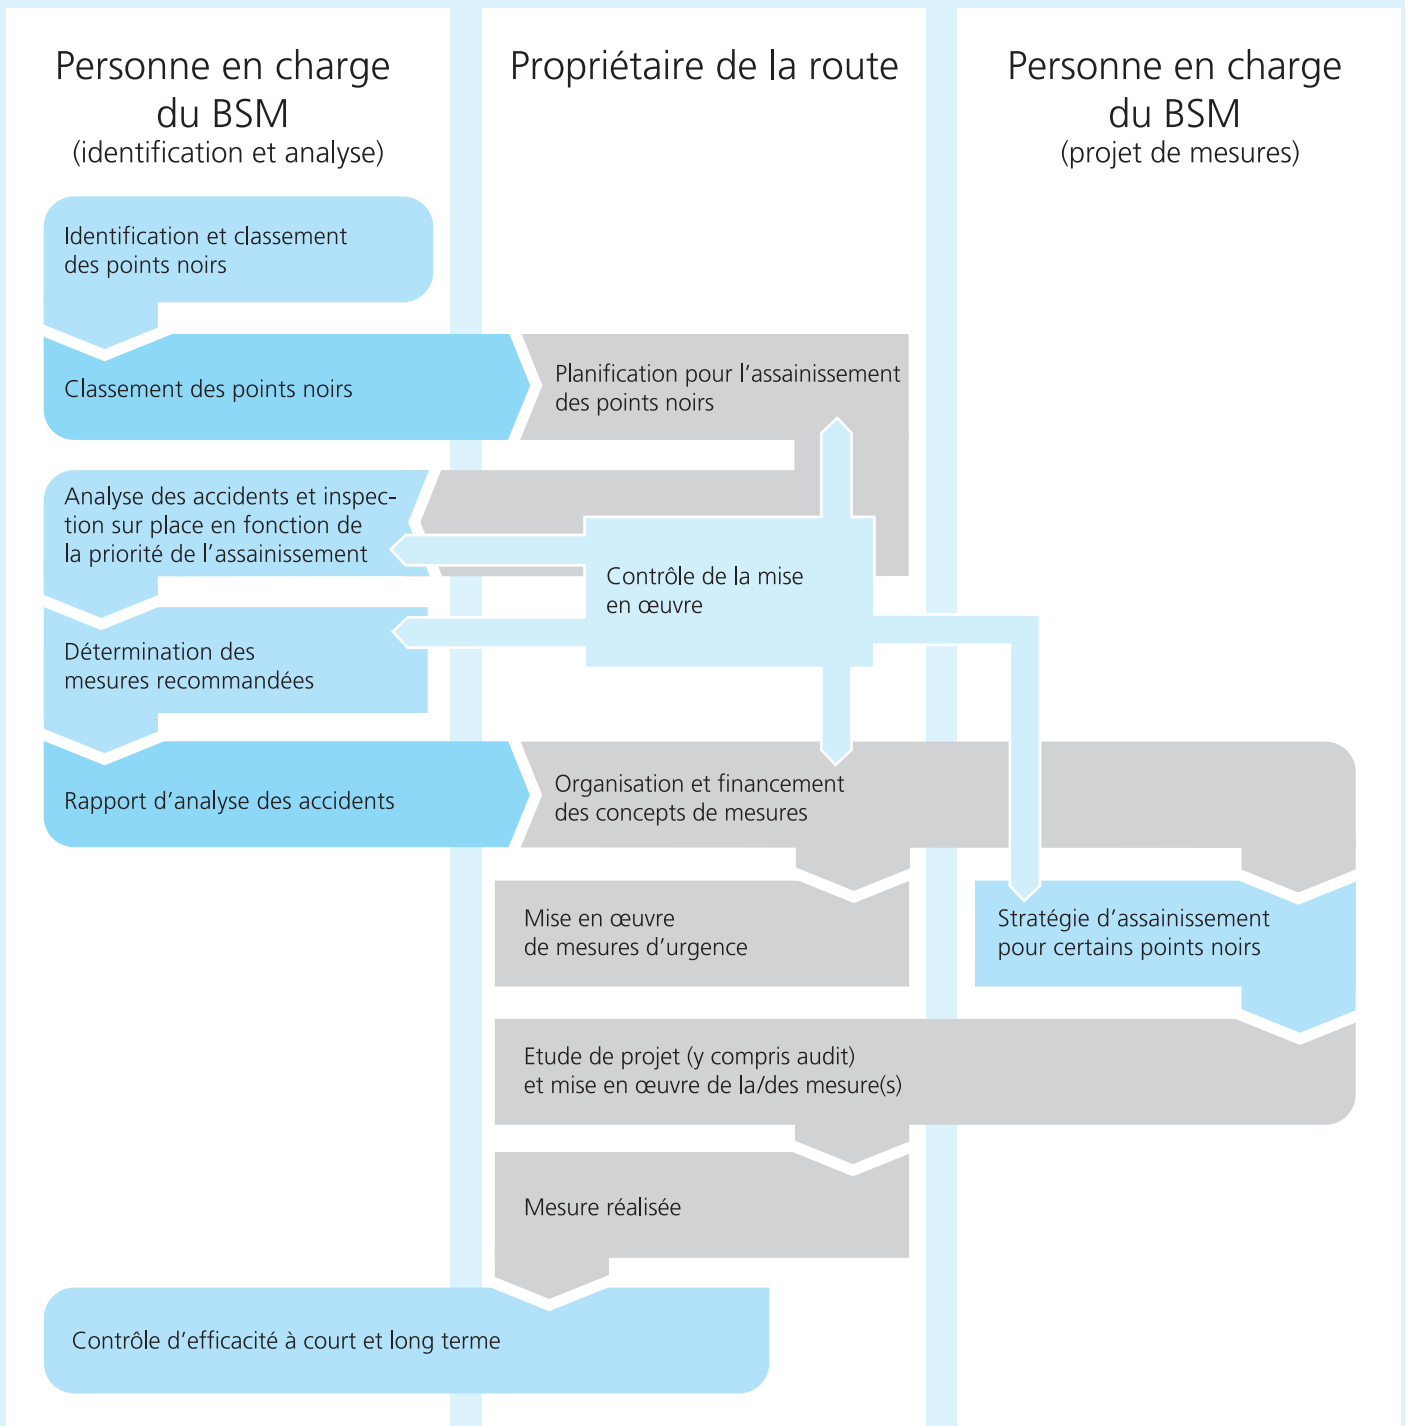 Personne en charge
du BSM
(identification et analyse)
Propriétaire de la route
Personne en charge
du BSM
(projet de mesures)
Identification et classement
des points noirs
Classement des points noirs
Planification pour l’assainissement
des points noirs
Analyse des accidents et inspec-
tion sur place en fonction de
la priorité de l’assainissement
Contrôle de la mise
en œuvre
Détermination des
mesures recommandées
Rapport d’analyse des accidents
Organisation et financement
des concepts de mesures
Mise en œuvre
de mesures d’urgence
Stratégie d’assainissement
pour certains points noirs
Etude de projet (y compris audit)
et mise en œuvre de la/des mesure(s)
Mesure réalisée
Contrôle d’efficacité à court et long terme